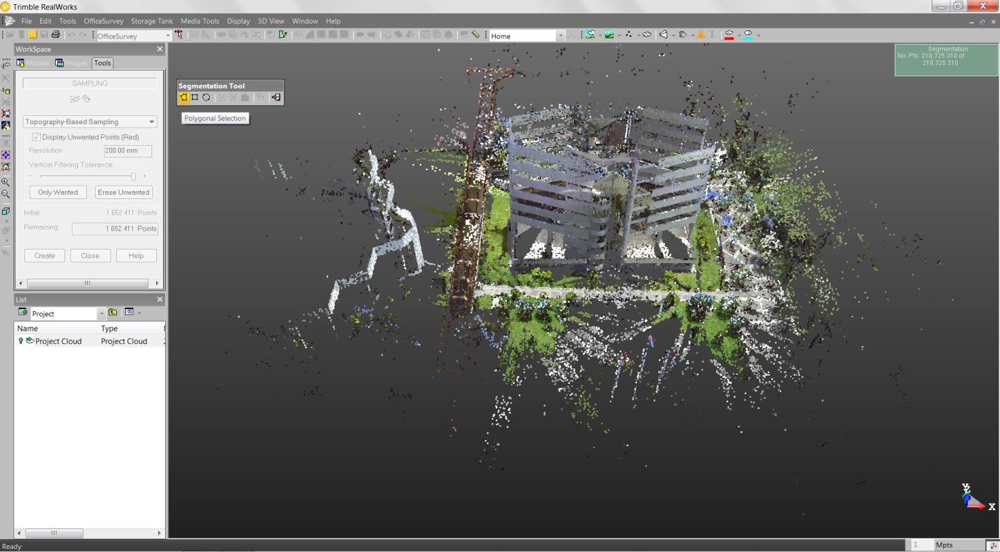 Trimble RealWorks
File Edit Tools OfficeSurvey Storage Tank Media Tools Display 3D View Window Help
OfficeSurvey
Home
1
WorkSpace
Models Images Tools
SAMPLING
Topography-Based Sampling
Display Unwanted Points (Red)
Resolution: 200.00 mm
Vertical Filtering Tolerance:
- +
Only Wanted Erase Unwanted
Initial: 1 652 411 Points
Remaining: 1 652 411 Points
Create Close Help
List
Project
Name Type
Project Cloud Project Cloud
Segmentation Tool
Polygonal Selection
Segmentation
No. Pts: 218.325.310 of
218.325.310
X
Ready
1 Mpts